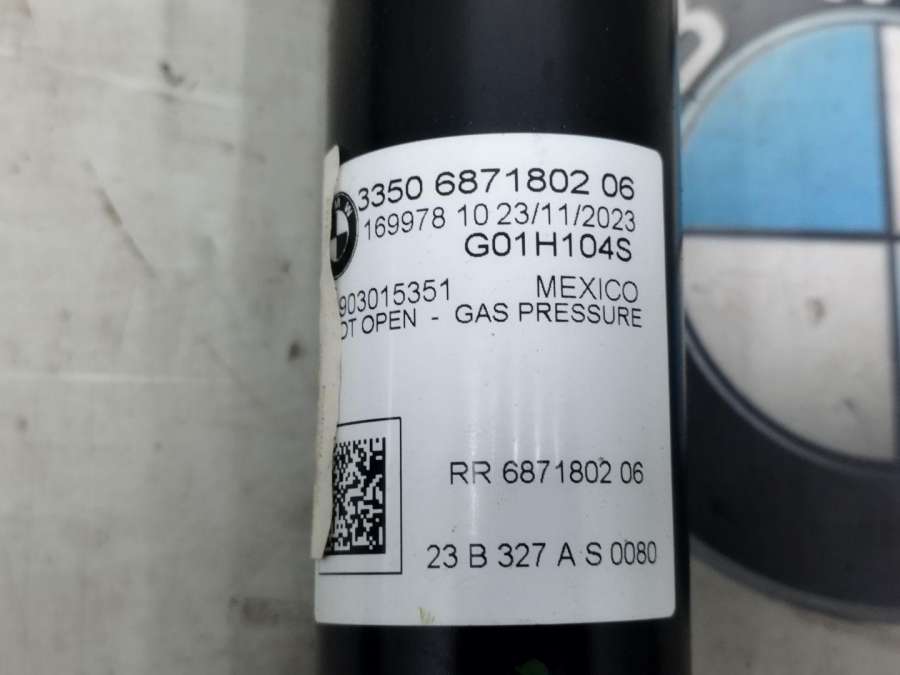 3350 6871802 06
169978 10 23/11/2023
G01H104S
903015351 MEXICO
OPEN - GAS PRESSURE
RR 6871802 06
23 B 327 A S 0080